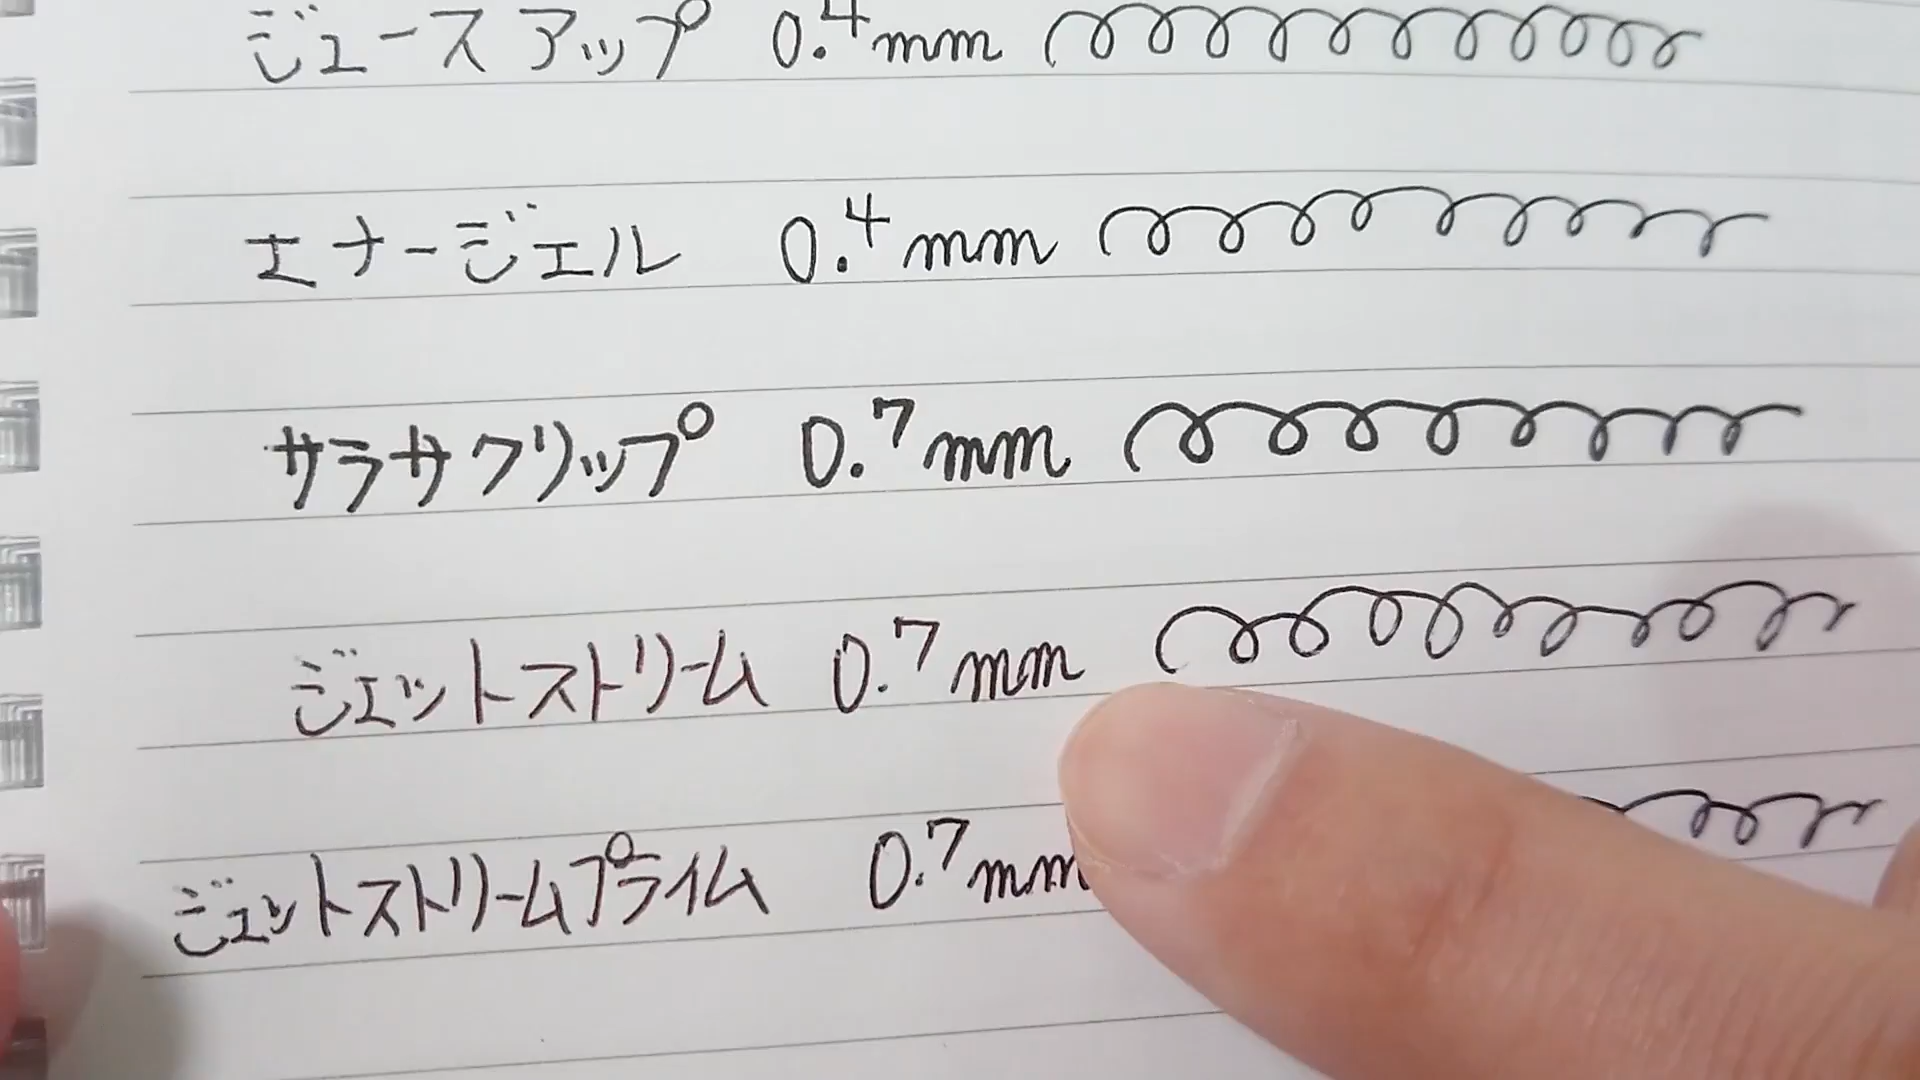 ジュースアップ 0.4mm
エナージェル 0.4mm
サラサクリップ 0.7mm
ジェットストリーム 0.7mm
ジェットストリームプライム 0.7mm